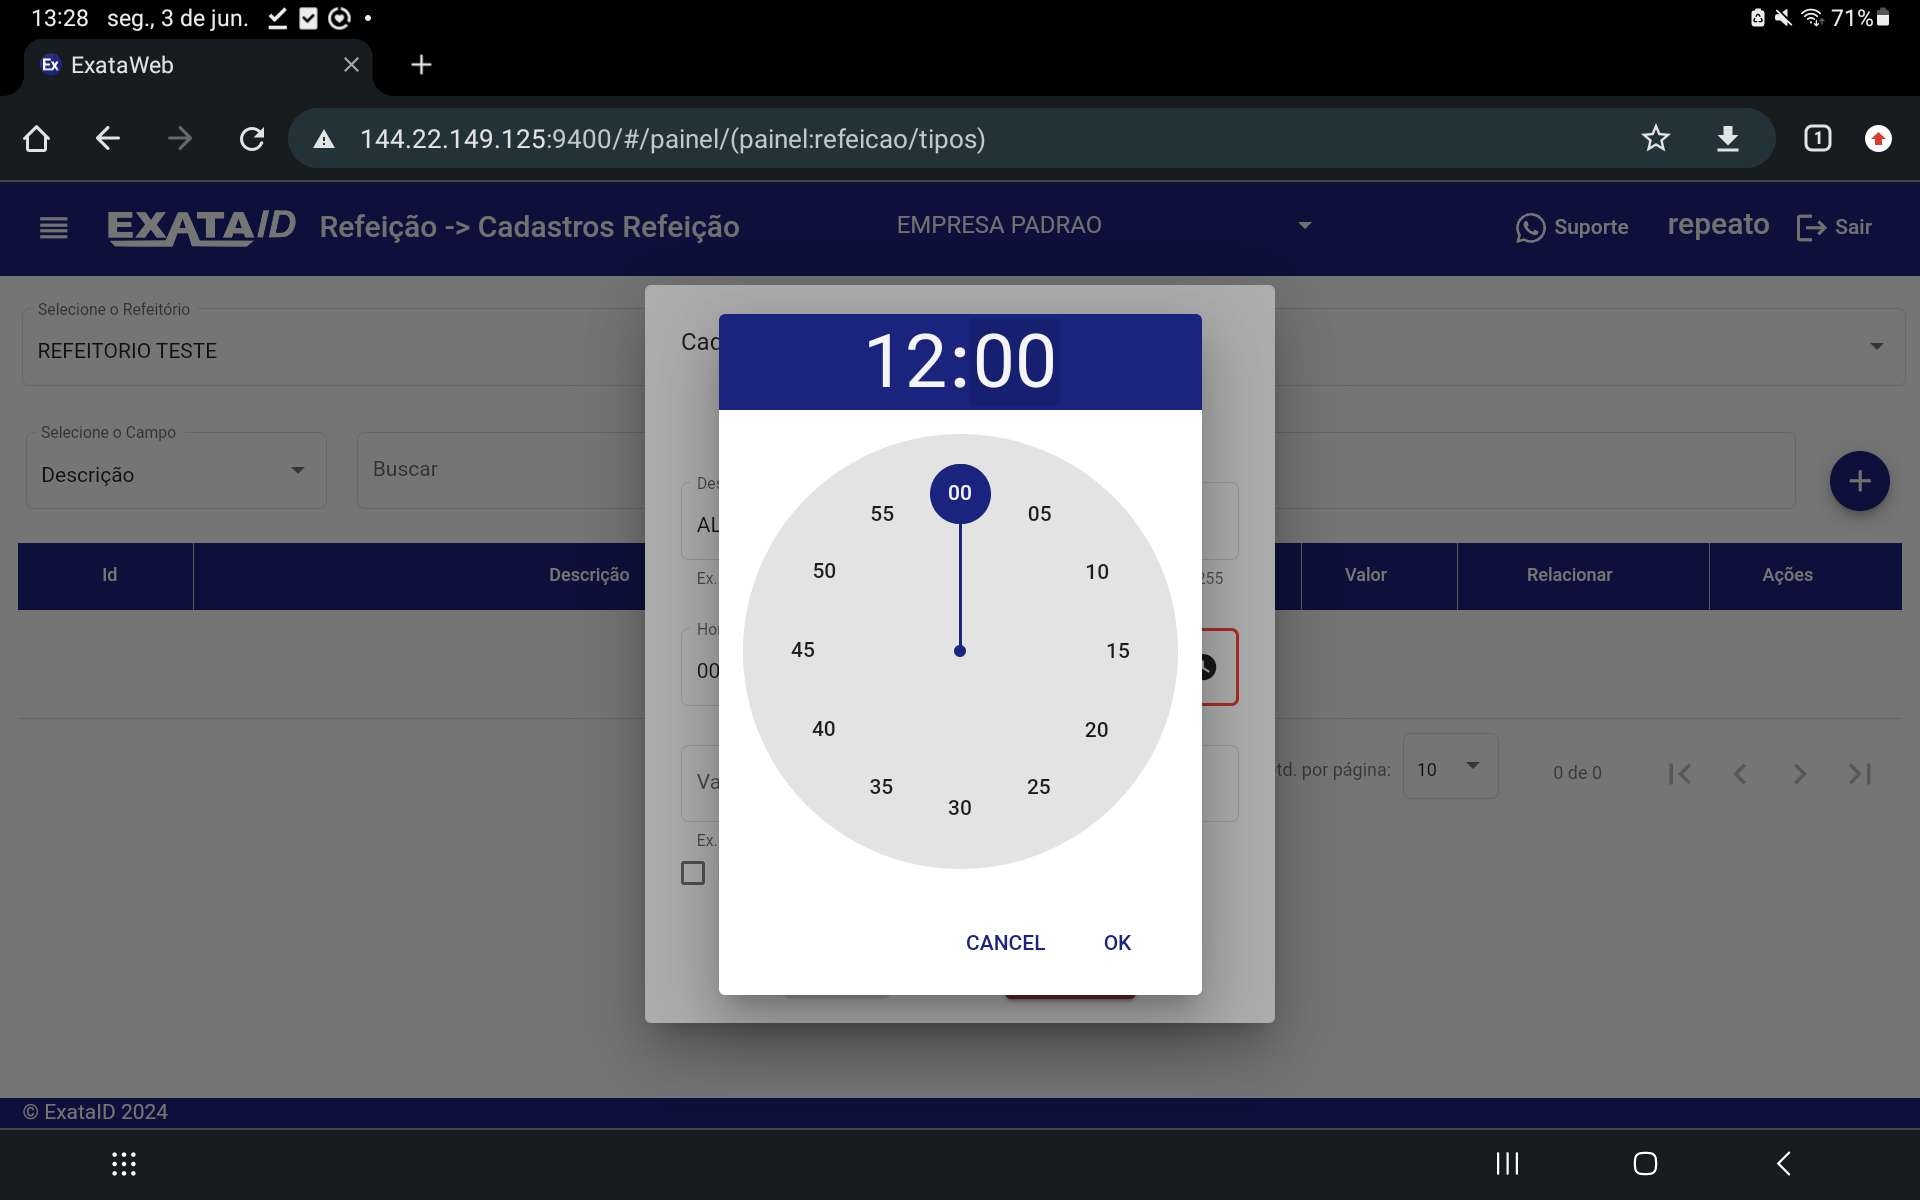 13:28 seg., 3 de jun. 71%
Ex ExataWeb
144.22.149.125:9400/#/painel/(painel:refeicao/tipos) 1
EXATA/D Refeição -> Cadastros Refeição EMPRESA PADRAO Suporte repeato Sair
Selecione o Refeitório
REFEITORIO TESTE
Cad
12:00
Selecione o Campo
Descrição
Buscar
Des
AL
Ex.
255
Id Descrição Valor Relacionar Ações
Hor
00
Va
Ex.
00
55 05
50 10
45 15
40 20
35 25
30
CANCEL OK
td. por página: 10 0 de 0
© ExataID 2024